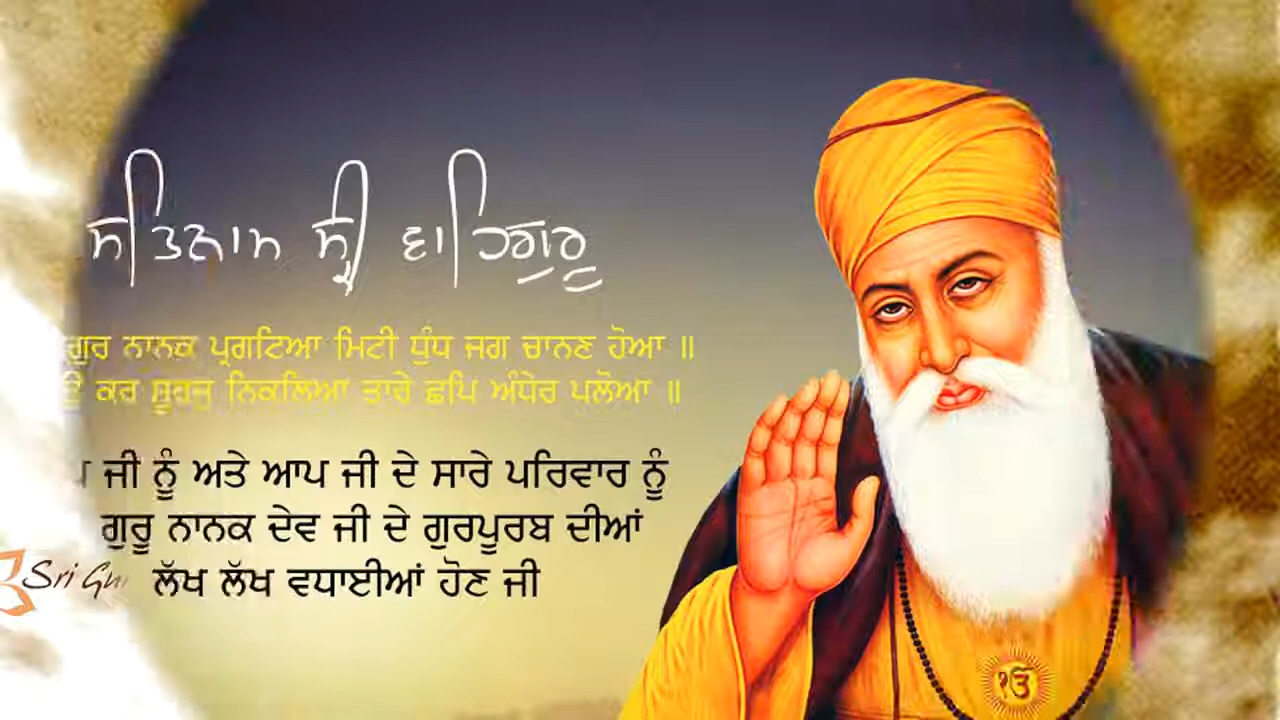 ਸਤਿਨਾਮ ਸ੍ਰੀ ਵਾਹਿਗੁਰੂ
ਗੁਰ ਨਾਨਕ ਪ੍ਰਗਟਿਆ ਮਿਟੀ ਧੁੰਧ ਜਗ ਚਾਨਣ ਹੋਆ ॥
ਕਰ ਸੂਰਜੁ ਨਿਕਲਿਆ ਤਾਰੇ ਛਪਿ ਅੰਧੇਰ ਪਲੋਆ ॥
ਜੀ ਨੂੰ ਅਤੇ ਆਪ ਜੀ ਦੇ ਸਾਰੇ ਪਰਿਵਾਰ ਨੂੰ
ਗੁਰੂ ਨਾਨਕ ਦੇਵ ਜੀ ਦੇ ਗੁਰਪੂਰਬ ਦੀਆਂ
ਲੱਖ ਲੱਖ ਵਧਾਈਆਂ ਹੋਣ ਜੀ
Sri
ੴ